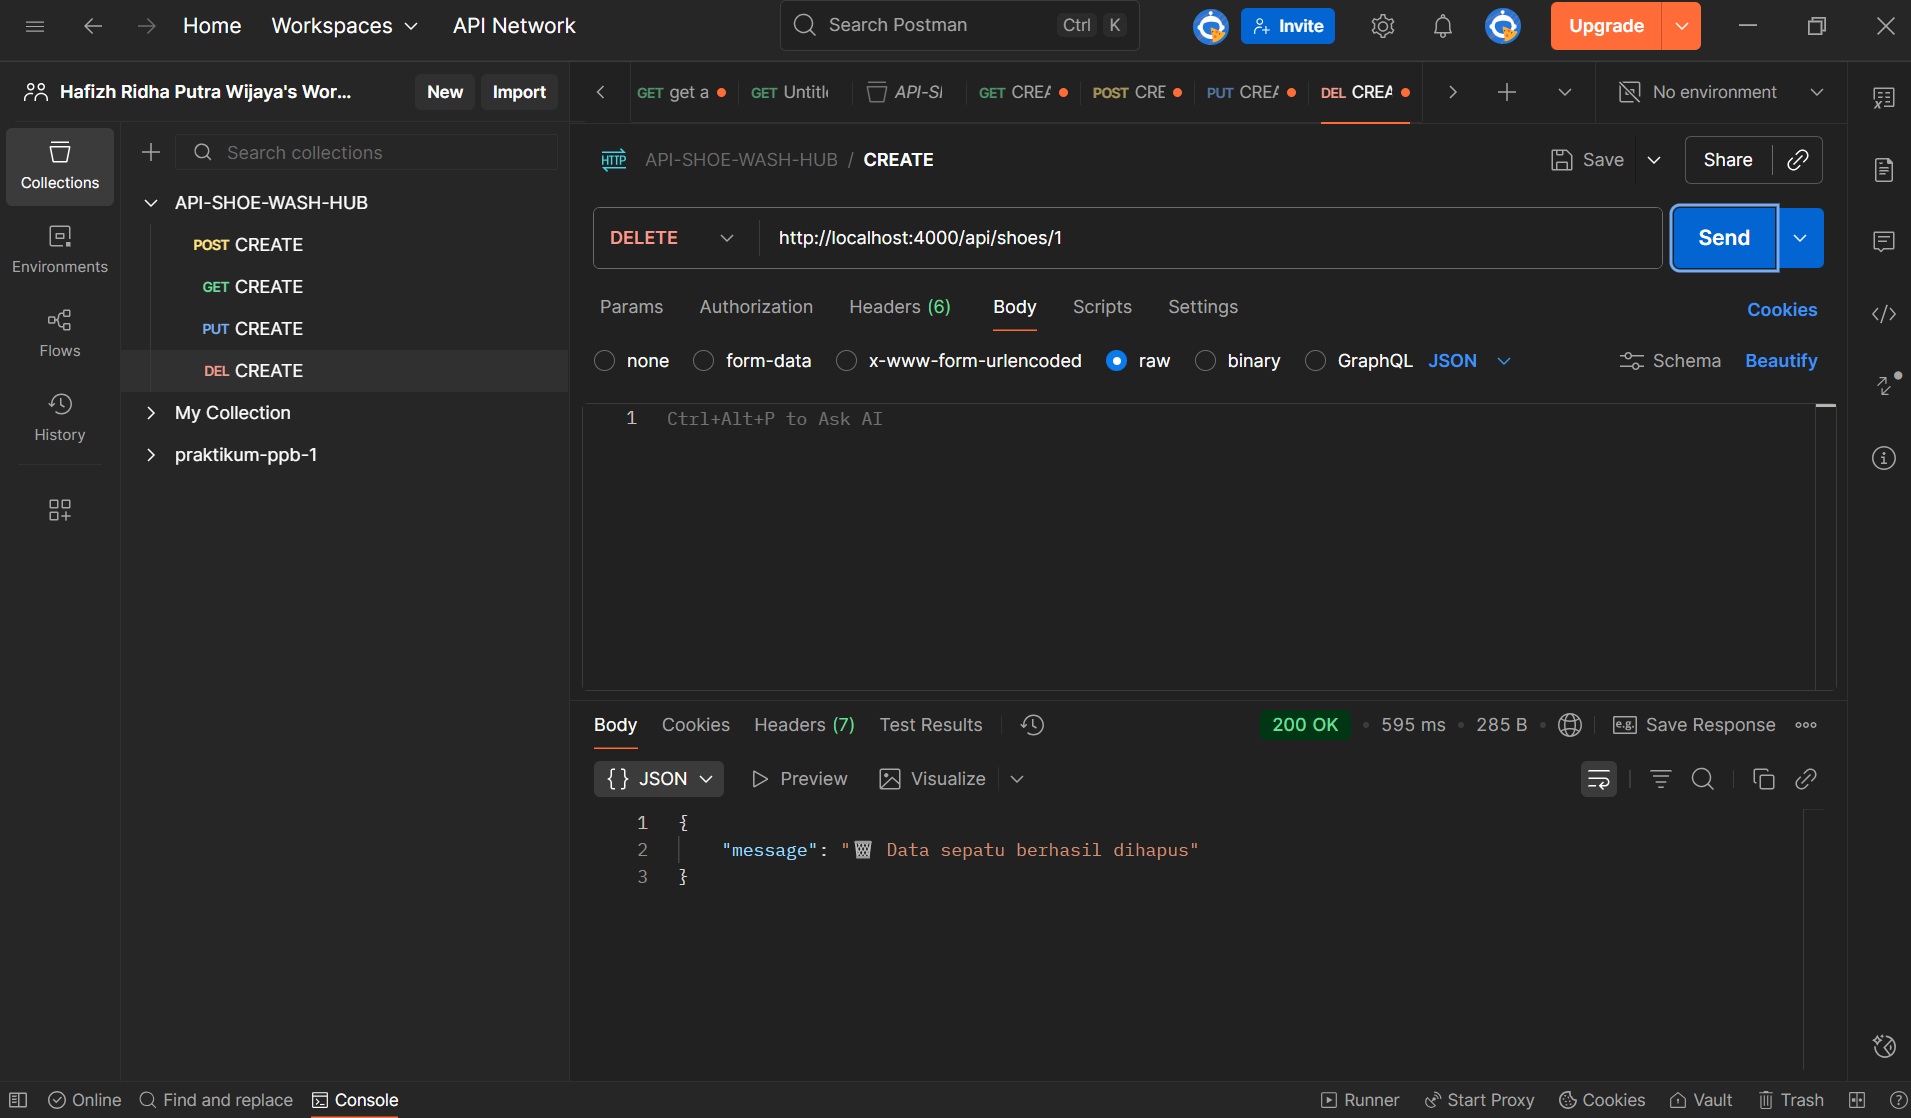 Home Workspaces API Network Search Postman Ctrl K Invite Upgrade
Hafizh Ridha Putra Wijaya's Wor... New Import
GET get a GET Untitl API-SI GET CREA POST CRE PUT CREA DEL CREA No environment
Collections
Environments
Flows
History
Search collections
API-SHOE-WASH-HUB
POST CREATE
GET CREATE
PUT CREATE
DEL CREATE
My Collection
praktikum-ppb-1
HTTP API-SHOE-WASH-HUB / CREATE Save Share
DELETE http://localhost:4000/api/shoes/1 Send
Params Authorization Headers (6) Body Scripts Settings Cookies
none form-data x-www-form-urlencoded raw binary GraphQL JSON Schema Beautify
1 Ctrl+Alt+P to Ask AI
Body Cookies Headers (7) Test Results 200 OK • 595 ms • 285 B • e.g. Save Response
{} JSON Preview Visualize
1 {
2 "message": "🗑 Data sepatu berhasil dihapus"
3 }
Online Find and replace Console Runner Start Proxy Cookies Vault Trash